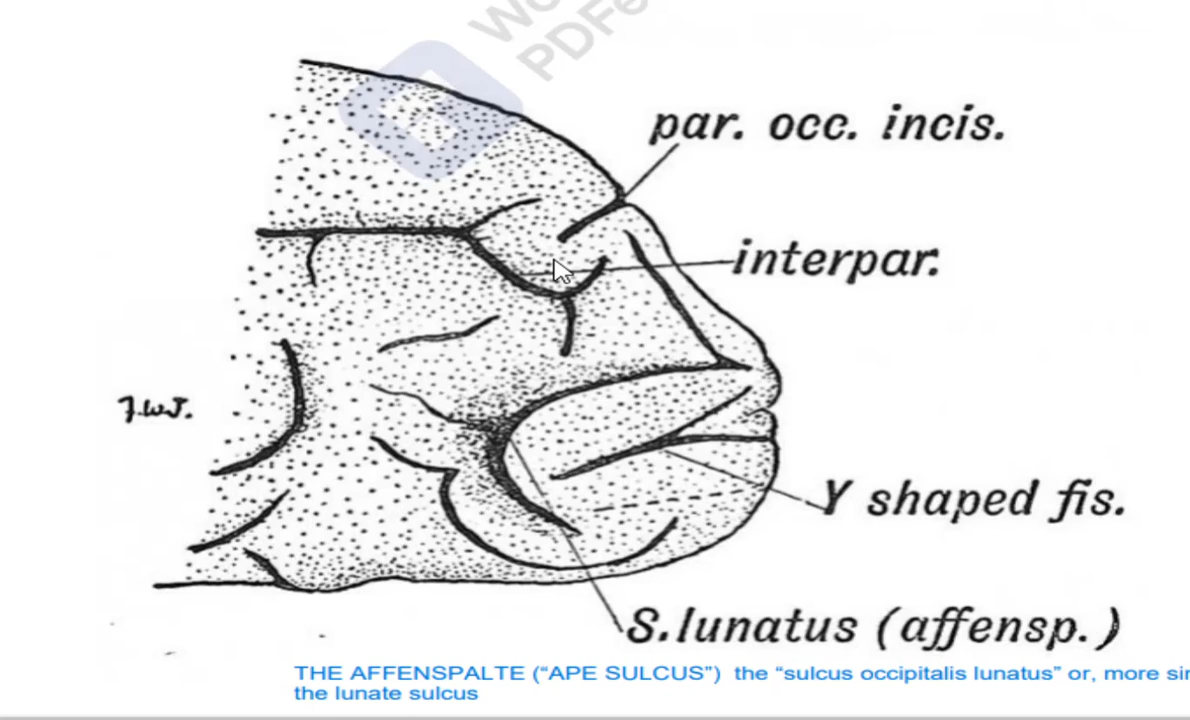 par. occ. incis.
interpar.
J.W.J.
Y shaped fis.
S.lunatus (affensp.)
THE AFFENSPALTE (“APE SULCUS”) the “sulcus occipitalis lunatus” or, more
the lunate sulcus